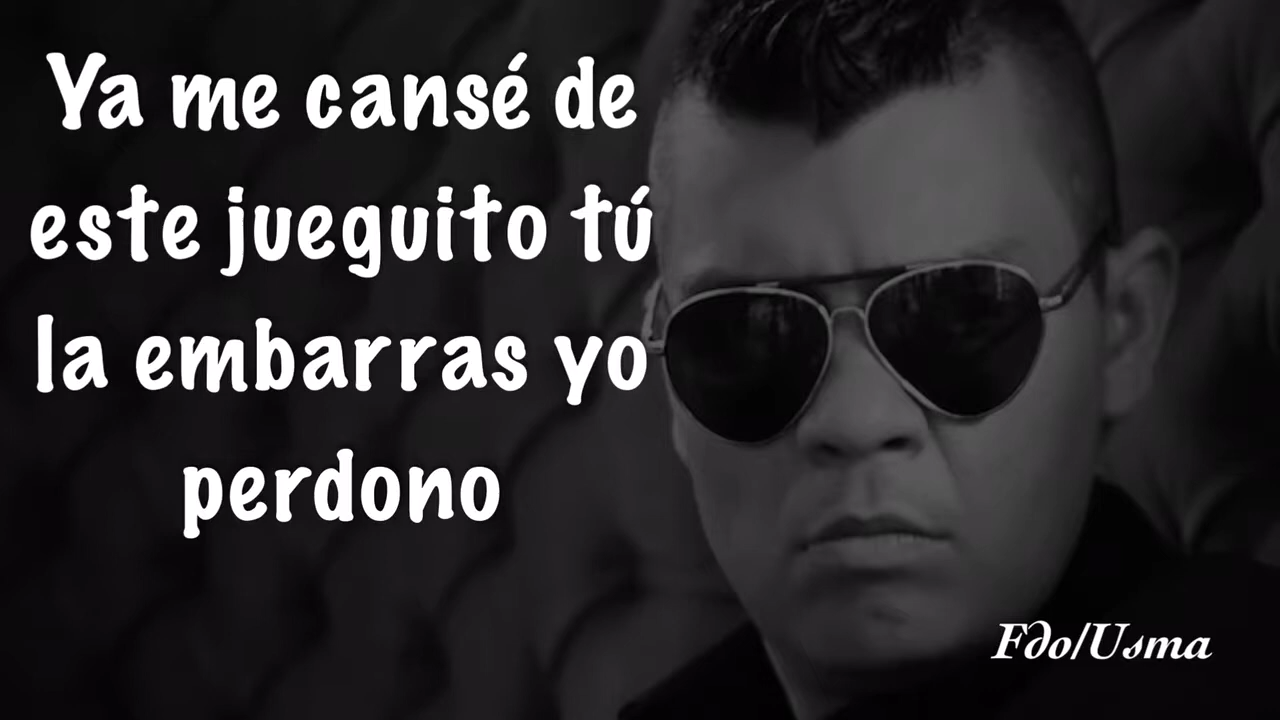 Ya me cansé de
este jueguito tú
la embarras yo
perdono
Fdo/Usma